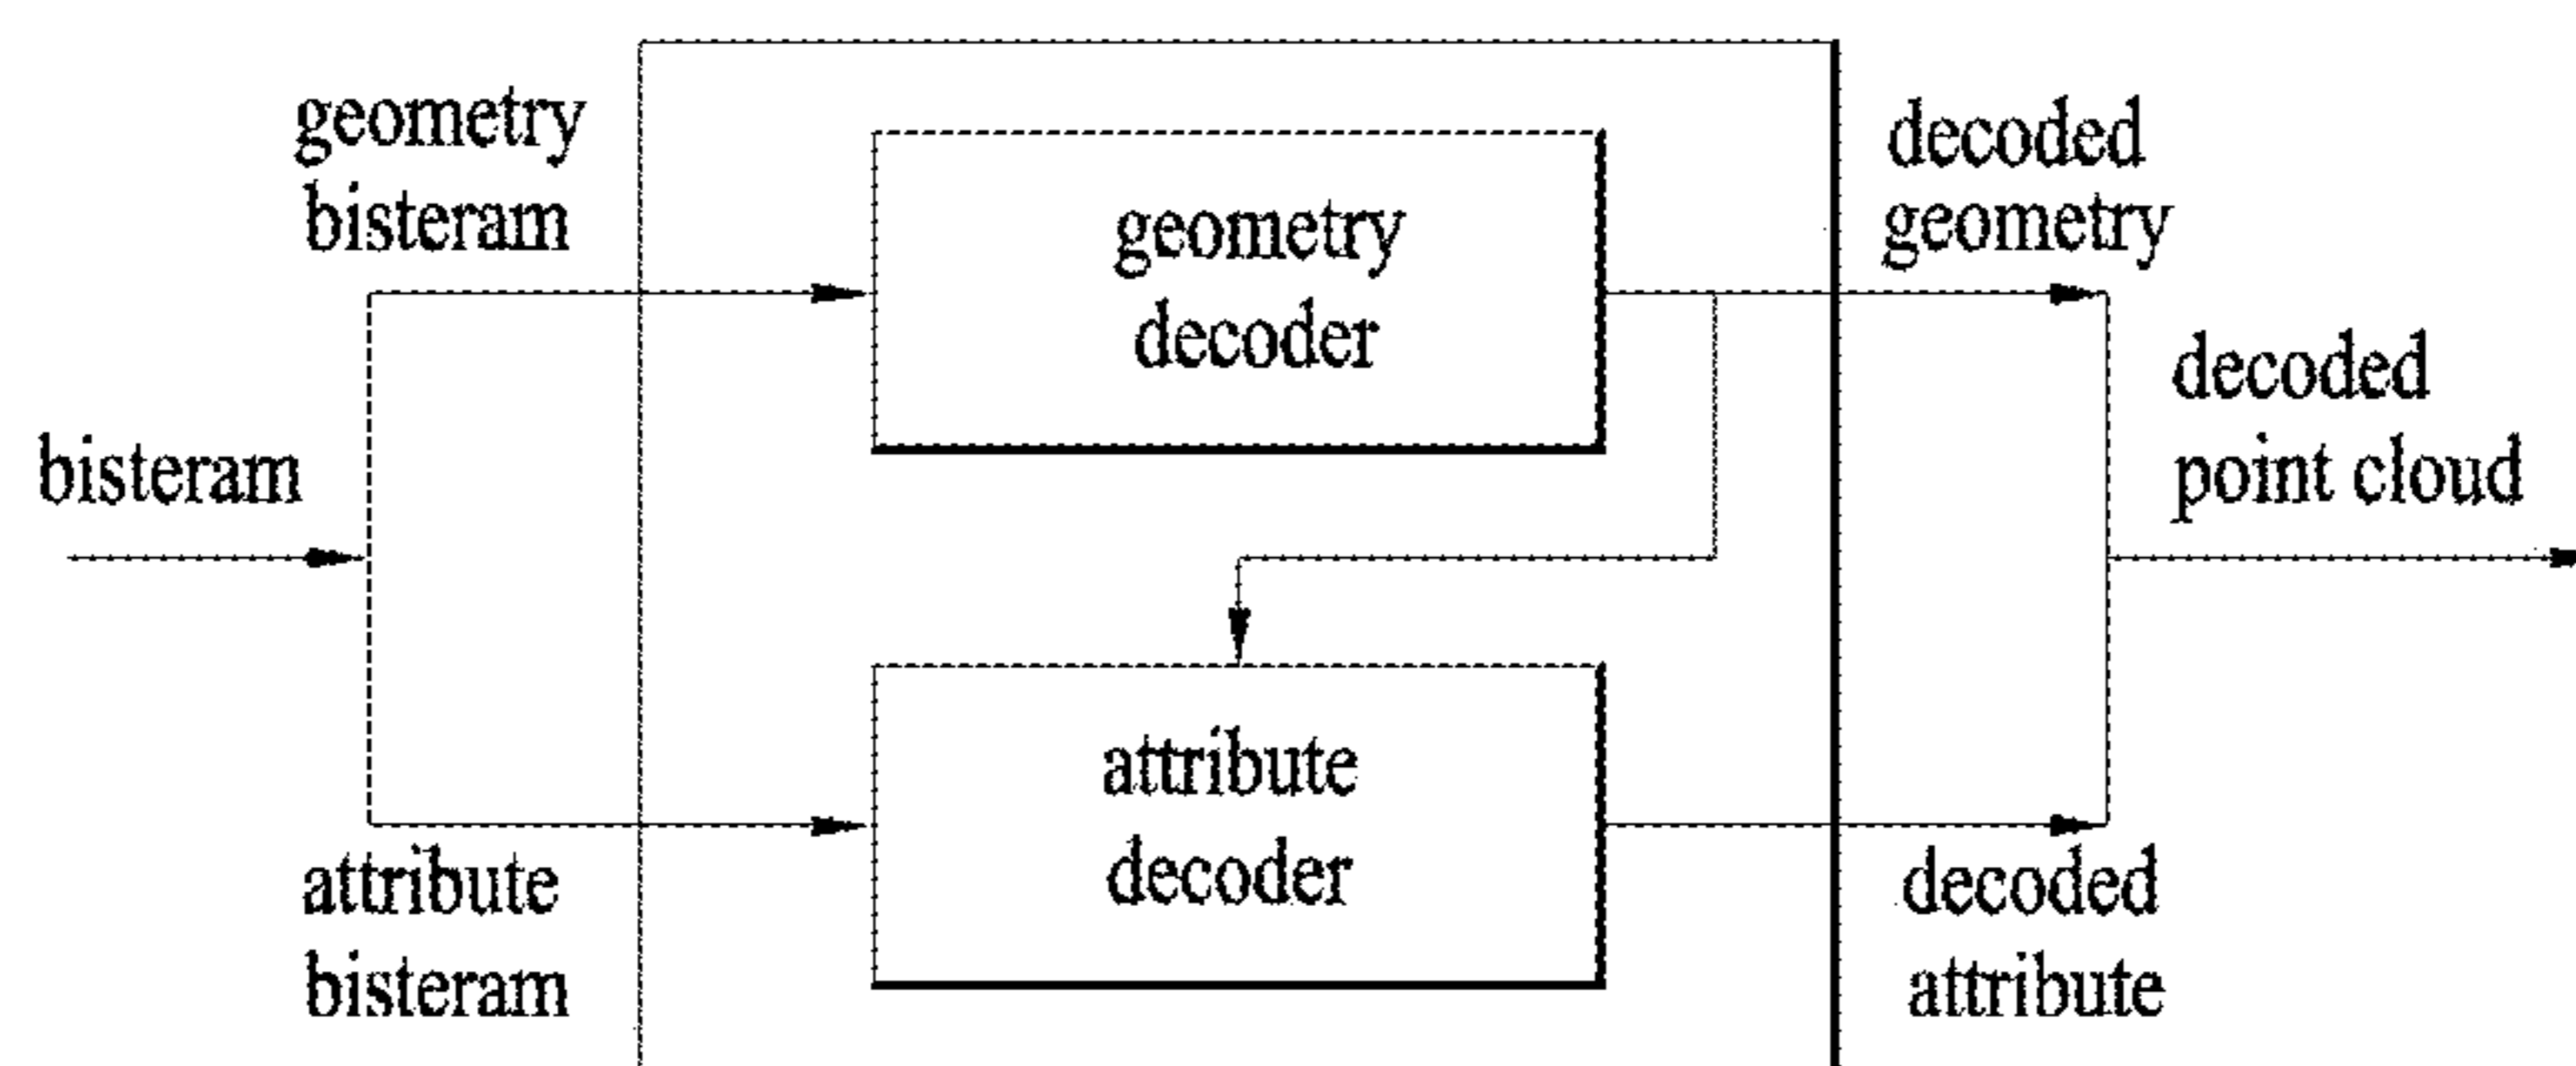 geometry
bisteram
geometry
decoder
decoded
geometry
bisteram
decoded
point cloud
attribute
decoder
attribute
bisteram
decoded
attribute